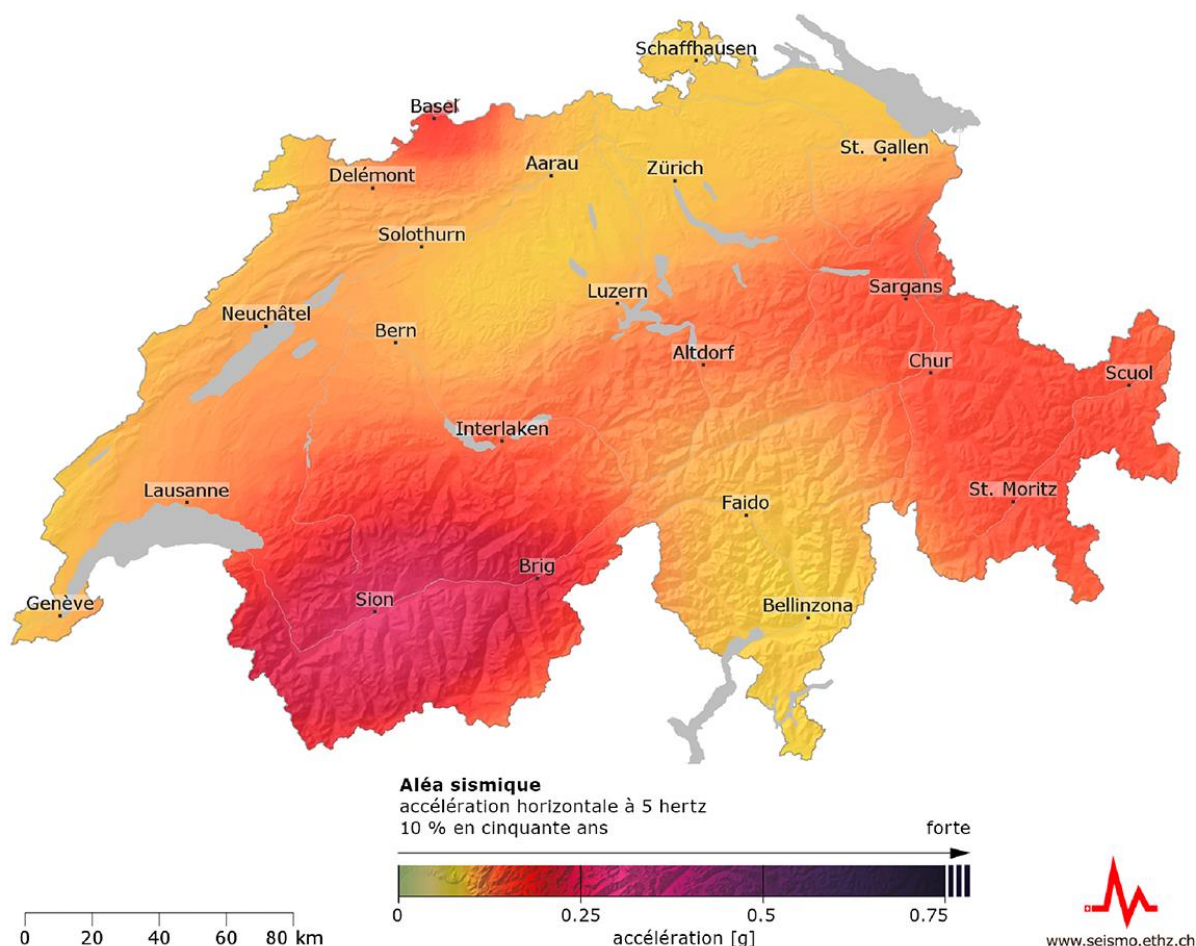 Schaffhausen
Basel
St. Gallen
Aarau
Zürich
Delémont
Solothurn
Sargans
Luzern
Neuchâtel
Bern
Altdorf
Chur
Scuol
Interlaken
Lausanne
St. Moritz
Faido
Brig
Sion
Genève
Bellinzona
Aléa sismique
accélération horizontale à 5 hertz
10 % en cinquante ans
forte
0 0.25 0.5 0.75
accélération [g]
0 20 40 60 80 km
www.seismo.ethz.ch